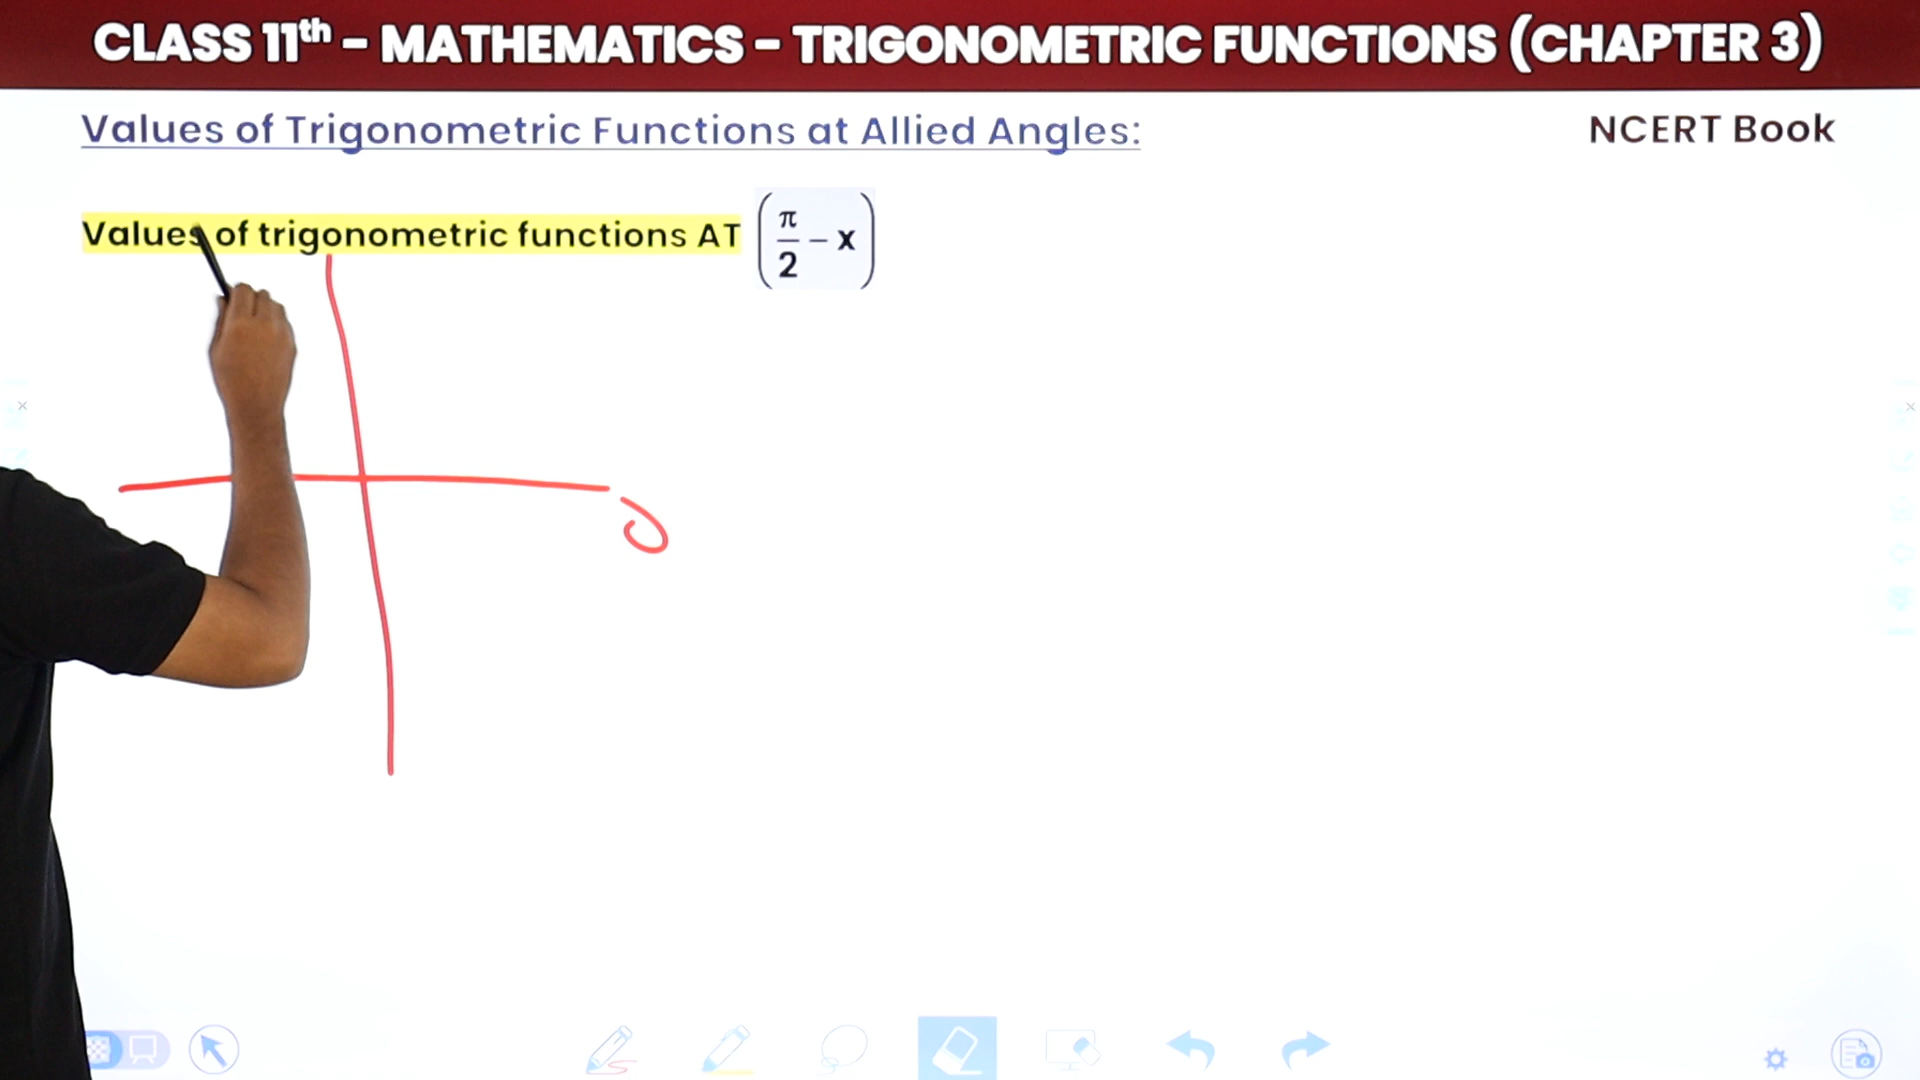 CLASS 11th - MATHEMATICS - TRIGONOMETRIC FUNCTIONS (CHAPTER 3)
Values of Trigonometric Functions at Allied Angles:
NCERT Book
Values of trigonometric functions AT (π/2 - x)